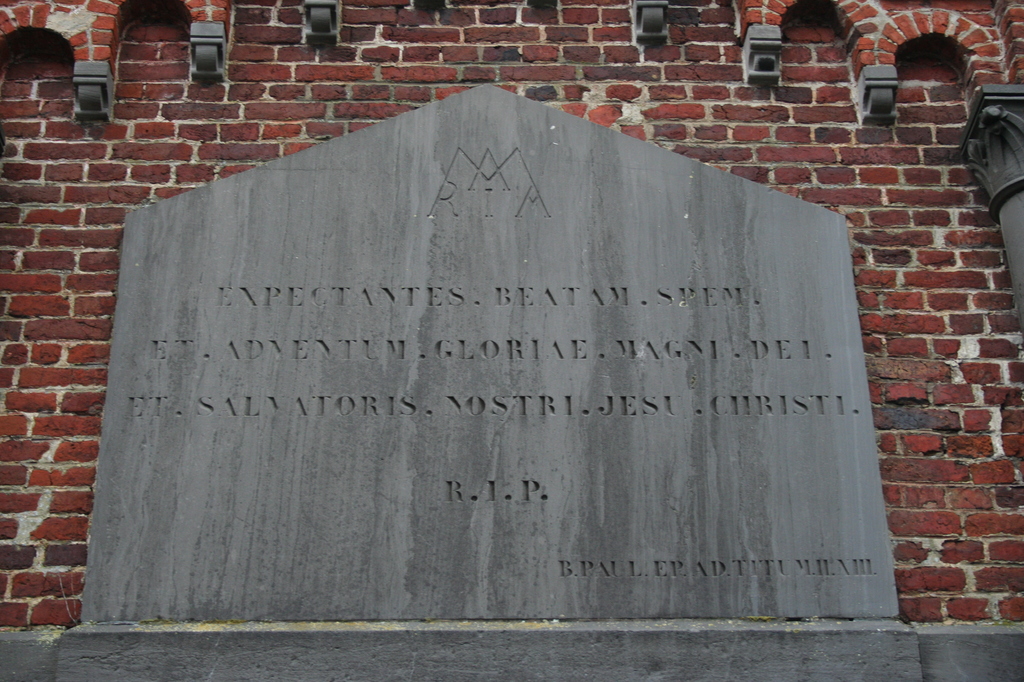 MARIA
EXPECTANTES. BEATAM. SPEM.
ET. ADVENTUM. GLORIAE. MAGNI. DEI.
ET. SALVATORIS. NOSTRI. JESU. CHRISTI.
R.I.P.
B.PAUL.EP.AD.TITUM.II.XIII.